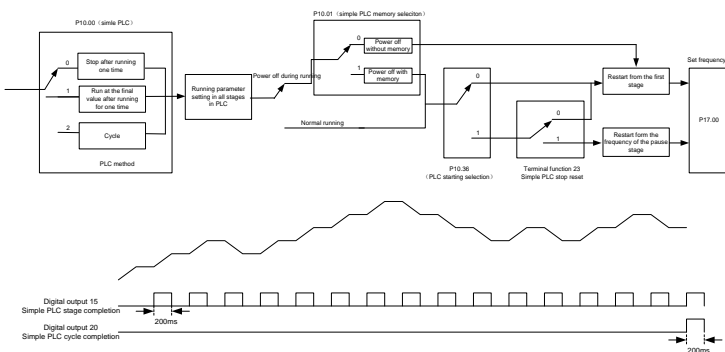 P10.00 (simle PLC)
0
Stop after running
one time
1
Run at the final
value after running
for one time
2
Cycle
PLC method
Running parameter
setting in all stages
in PLC
Power off during running
Normal running
P10.01 (simple PLC memory seleciton)
0
Power off
without memory
1
Power off with
memory
0
1
P10.36
(PLC starting selection)
0
1
Terminal function 23
Simple PLC stop reset
Restart from the first
stage
Restart form the
frequency of the pause
stage
Set frequency
P17.00
Digital output 15
Simple PLC stage completion
200ms
Digital output 20
Simple PLC cycle completion
200ms